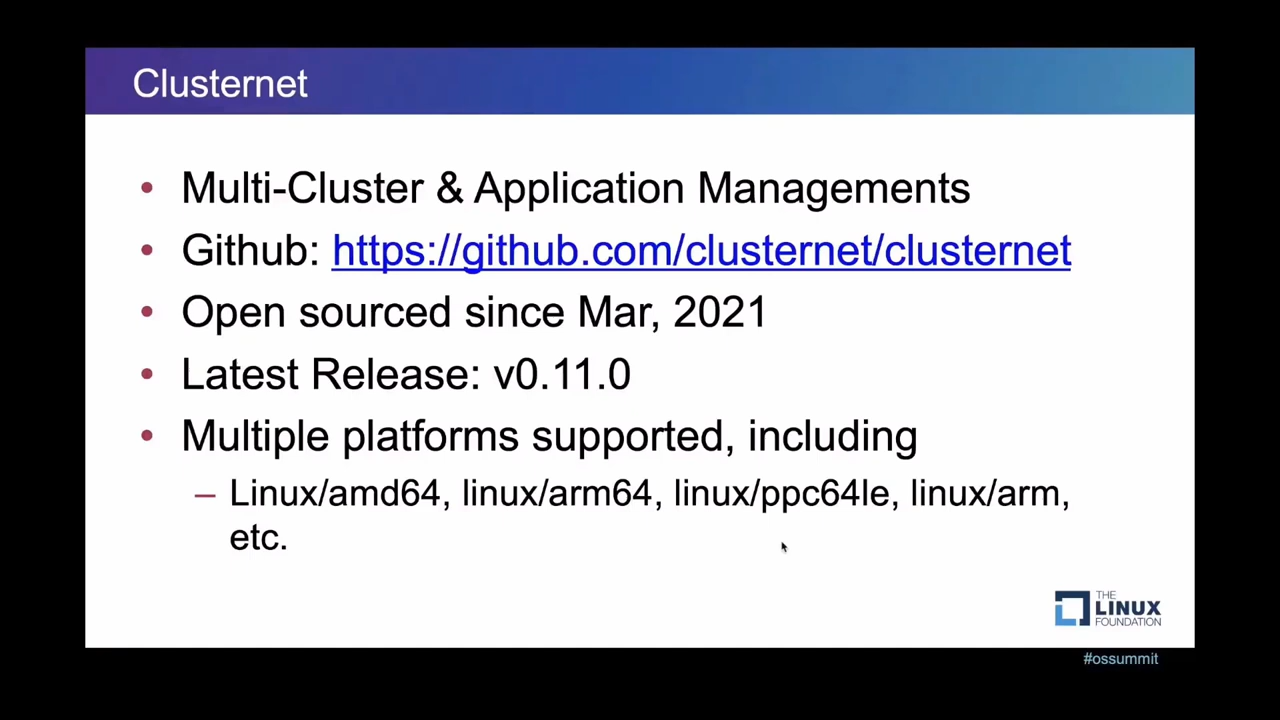 Clusternet
• Multi-Cluster & Application Managements
• Github: https://github.com/clusternet/clusternet
• Open sourced since Mar, 2021
• Latest Release: v0.11.0
• Multiple platforms supported, including
– Linux/amd64, linux/arm64, linux/ppc64le, linux/arm,
etc.
THE
LINUX
FOUNDATION
#ossummit